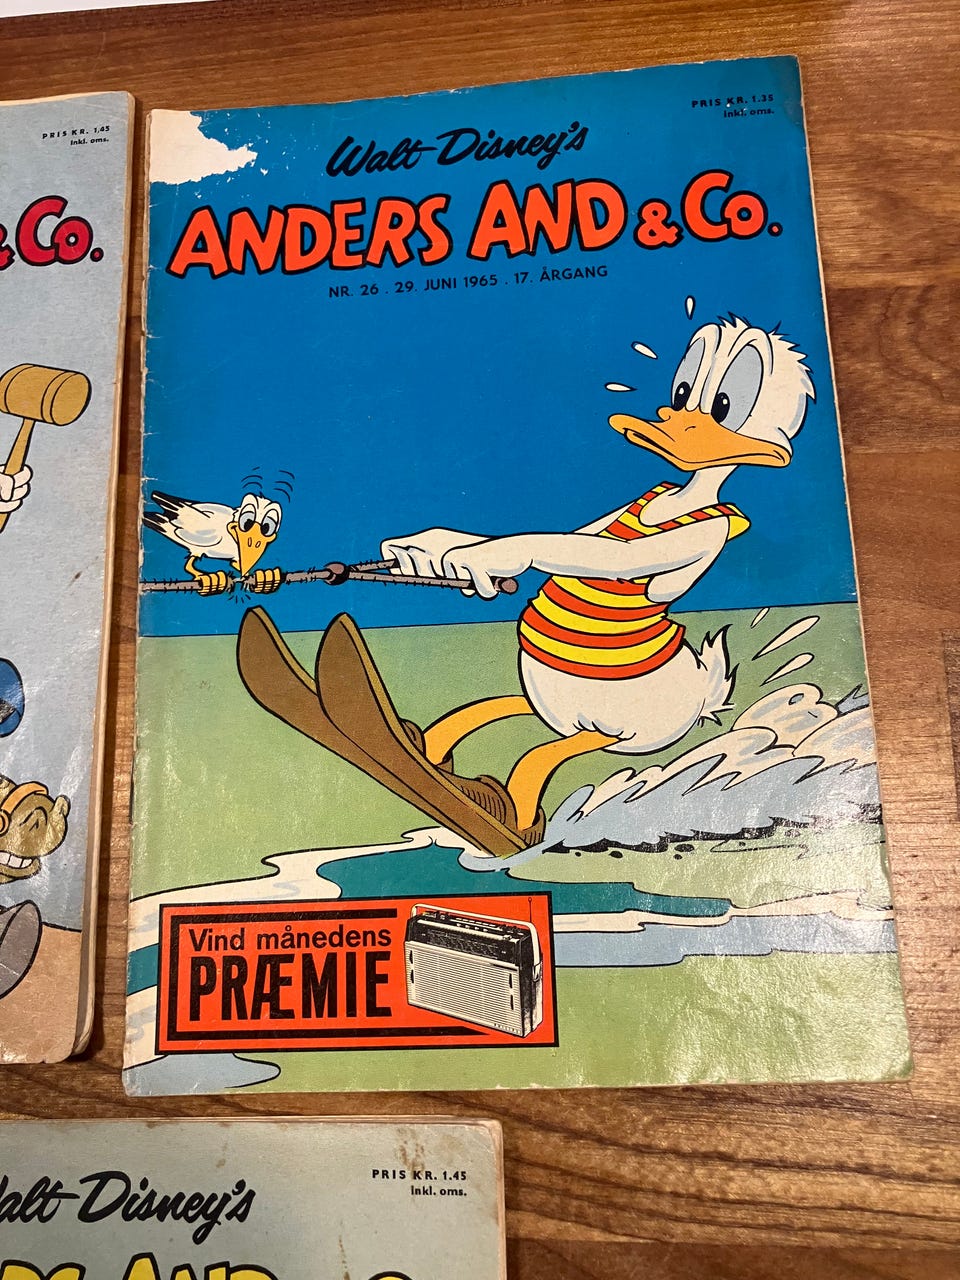 PRIS KR. 1,45
Inkl. oms.
& Co.
PRIS KR. 1.35
Inkl. oms.
Walt Disney's
ANDERS AND & Co.
NR. 26 . 29. JUNI 1965 . 17. ÅRGANG
Vind månedens
PRÆMIE
PRIS KR. 1.45
Inkl. oms.
Walt Disney's
AND